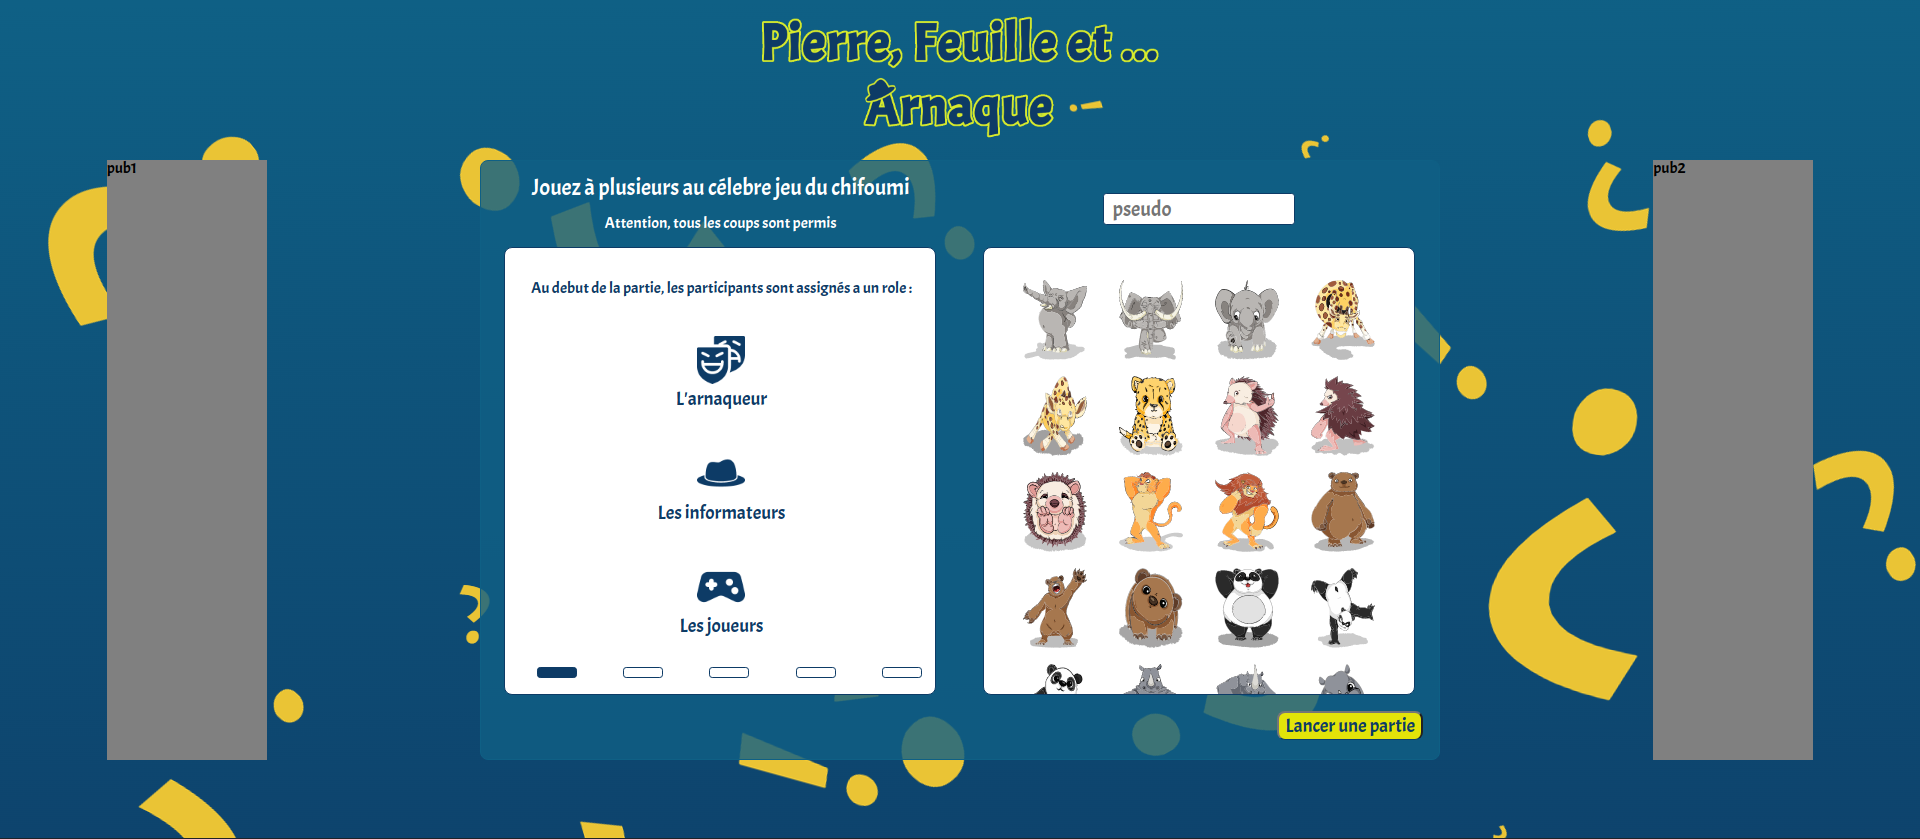 Pierre, Feuille et ...
Arnaque
pub1
Jouez à plusieurs au célebre jeu du chifoumi
Attention, tous les coups sont permis
Au debut de la partie, les participants sont assignés a un role :
L'arnaqueur
Les informateurs
Les joueurs
pseudo
Lancer une partie
pub2